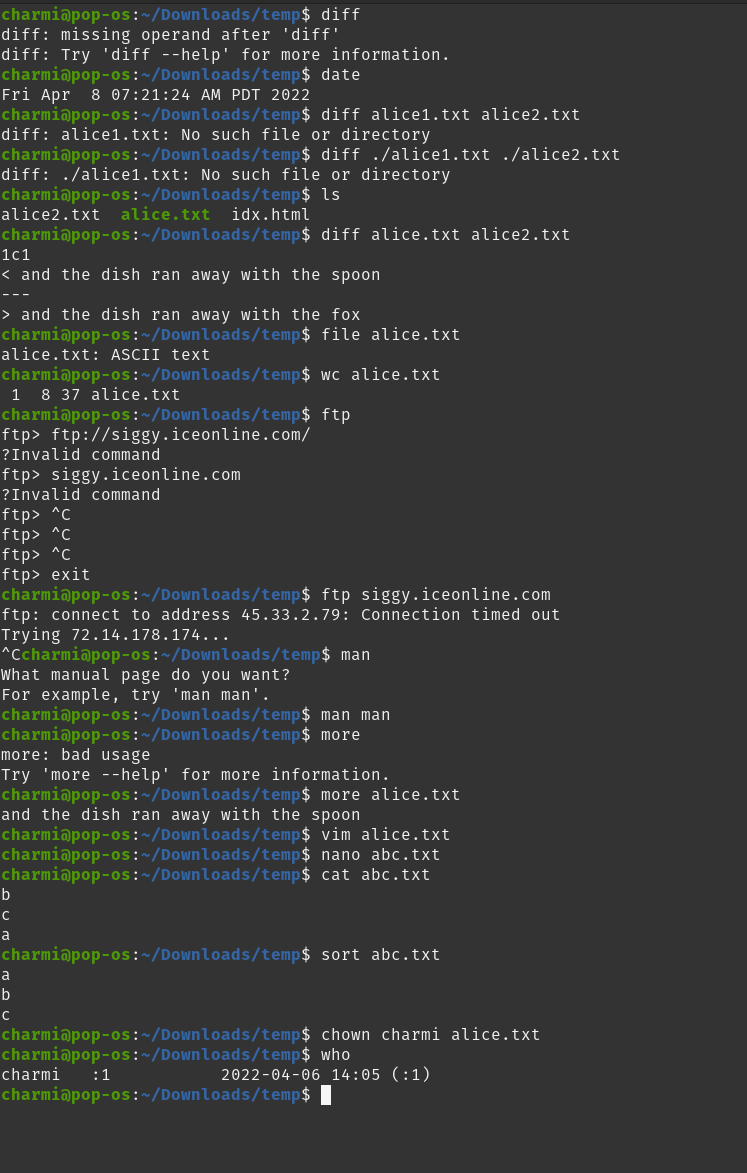 charmi@pop-os:~/Downloads/temp$ diff
diff: missing operand after 'diff'
diff: Try 'diff --help' for more information.
charmi@pop-os:~/Downloads/temp$ date
Fri Apr  8 07:21:24 AM PDT 2022
charmi@pop-os:~/Downloads/temp$ diff alice1.txt alice2.txt
diff: alice1.txt: No such file or directory
charmi@pop-os:~/Downloads/temp$ diff ./alice1.txt ./alice2.txt
diff: ./alice1.txt: No such file or directory
charmi@pop-os:~/Downloads/temp$ ls
alice2.txt  alice.txt  idx.html
charmi@pop-os:~/Downloads/temp$ diff alice.txt alice2.txt
1c1
< and the dish ran away with the spoon
---
> and the dish ran away with the fox
charmi@pop-os:~/Downloads/temp$ file alice.txt
alice.txt: ASCII text
charmi@pop-os:~/Downloads/temp$ wc alice.txt
 1  8 37 alice.txt
charmi@pop-os:~/Downloads/temp$ ftp
ftp> ftp://siggy.iceonline.com/
?Invalid command
ftp> siggy.iceonline.com
?Invalid command
ftp> ^C
ftp> ^C
ftp> ^C
ftp> exit
charmi@pop-os:~/Downloads/temp$ ftp siggy.iceonline.com
ftp: connect to address 45.33.2.79: Connection timed out
Trying 72.14.178.174...
^Ccharmi@pop-os:~/Downloads/temp$ man
What manual page do you want?
For example, try 'man man'.
charmi@pop-os:~/Downloads/temp$ man man
charmi@pop-os:~/Downloads/temp$ more
more: bad usage
Try 'more --help' for more information.
charmi@pop-os:~/Downloads/temp$ more alice.txt
and the dish ran away with the spoon
charmi@pop-os:~/Downloads/temp$ vim alice.txt
charmi@pop-os:~/Downloads/temp$ nano abc.txt
charmi@pop-os:~/Downloads/temp$ cat abc.txt
b
c
a
charmi@pop-os:~/Downloads/temp$ sort abc.txt
a
b
c
charmi@pop-os:~/Downloads/temp$ chown charmi alice.txt
charmi@pop-os:~/Downloads/temp$ who
charmi   :1           2022-04-06 14:05 (:1)
charmi@pop-os:~/Downloads/temp$